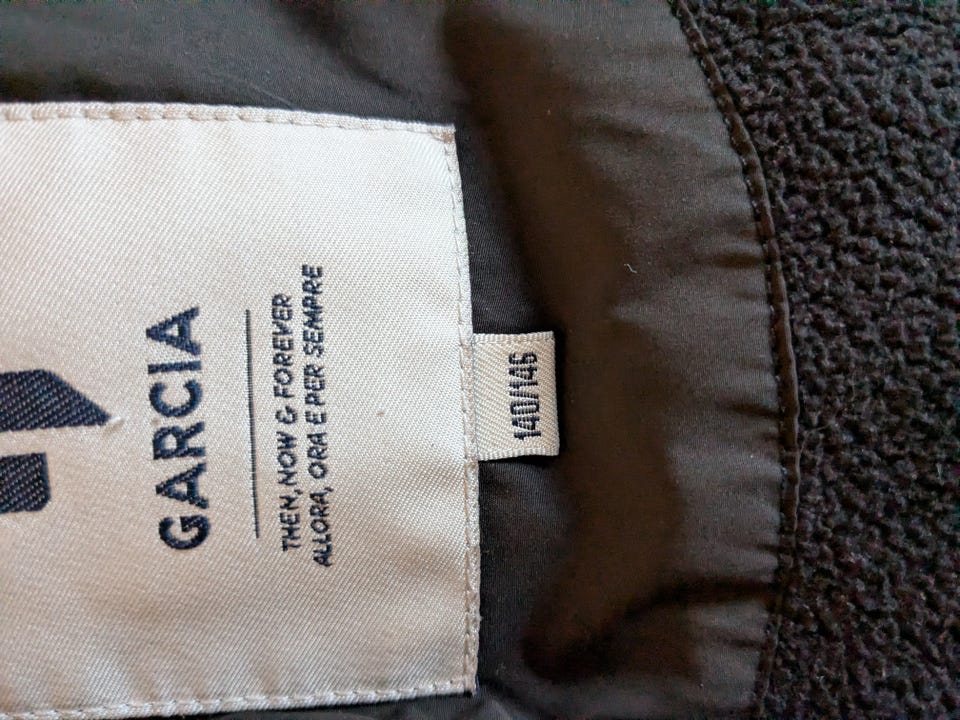 GARCIA
THEN, NOW & FOREVER
ALLORA, ORA E PER SEMPRE
140/146